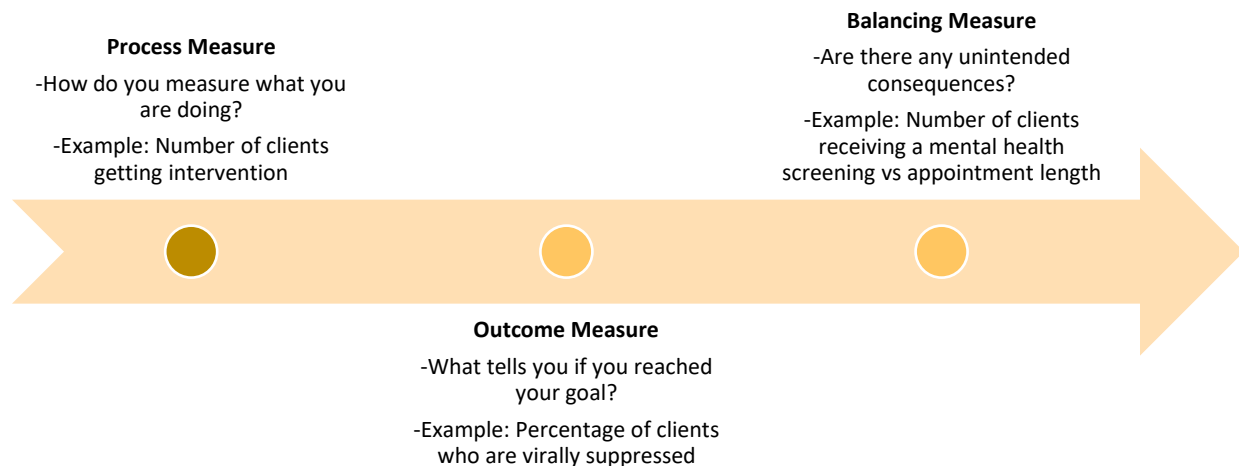 Process Measure
-How do you measure what you
are doing?
-Example: Number of clients
getting intervention
Outcome Measure
-What tells you if you reached
your goal?
-Example: Percentage of clients
who are virally suppressed
Balancing Measure
-Are there any unintended
consequences?
-Example: Number of clients
receiving a mental health
screening vs appointment length